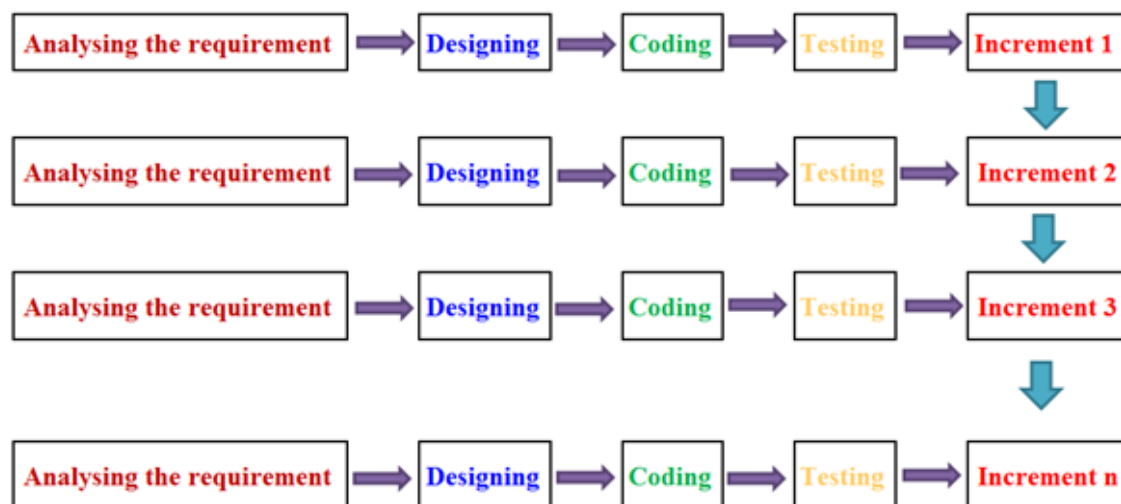 Analysing the requirement Designing Coding Testing Increment 1
Analysing the requirement Designing Coding Testing Increment 2
Analysing the requirement Designing Coding Testing Increment 3
Analysing the requirement Designing Coding Testing Increment n